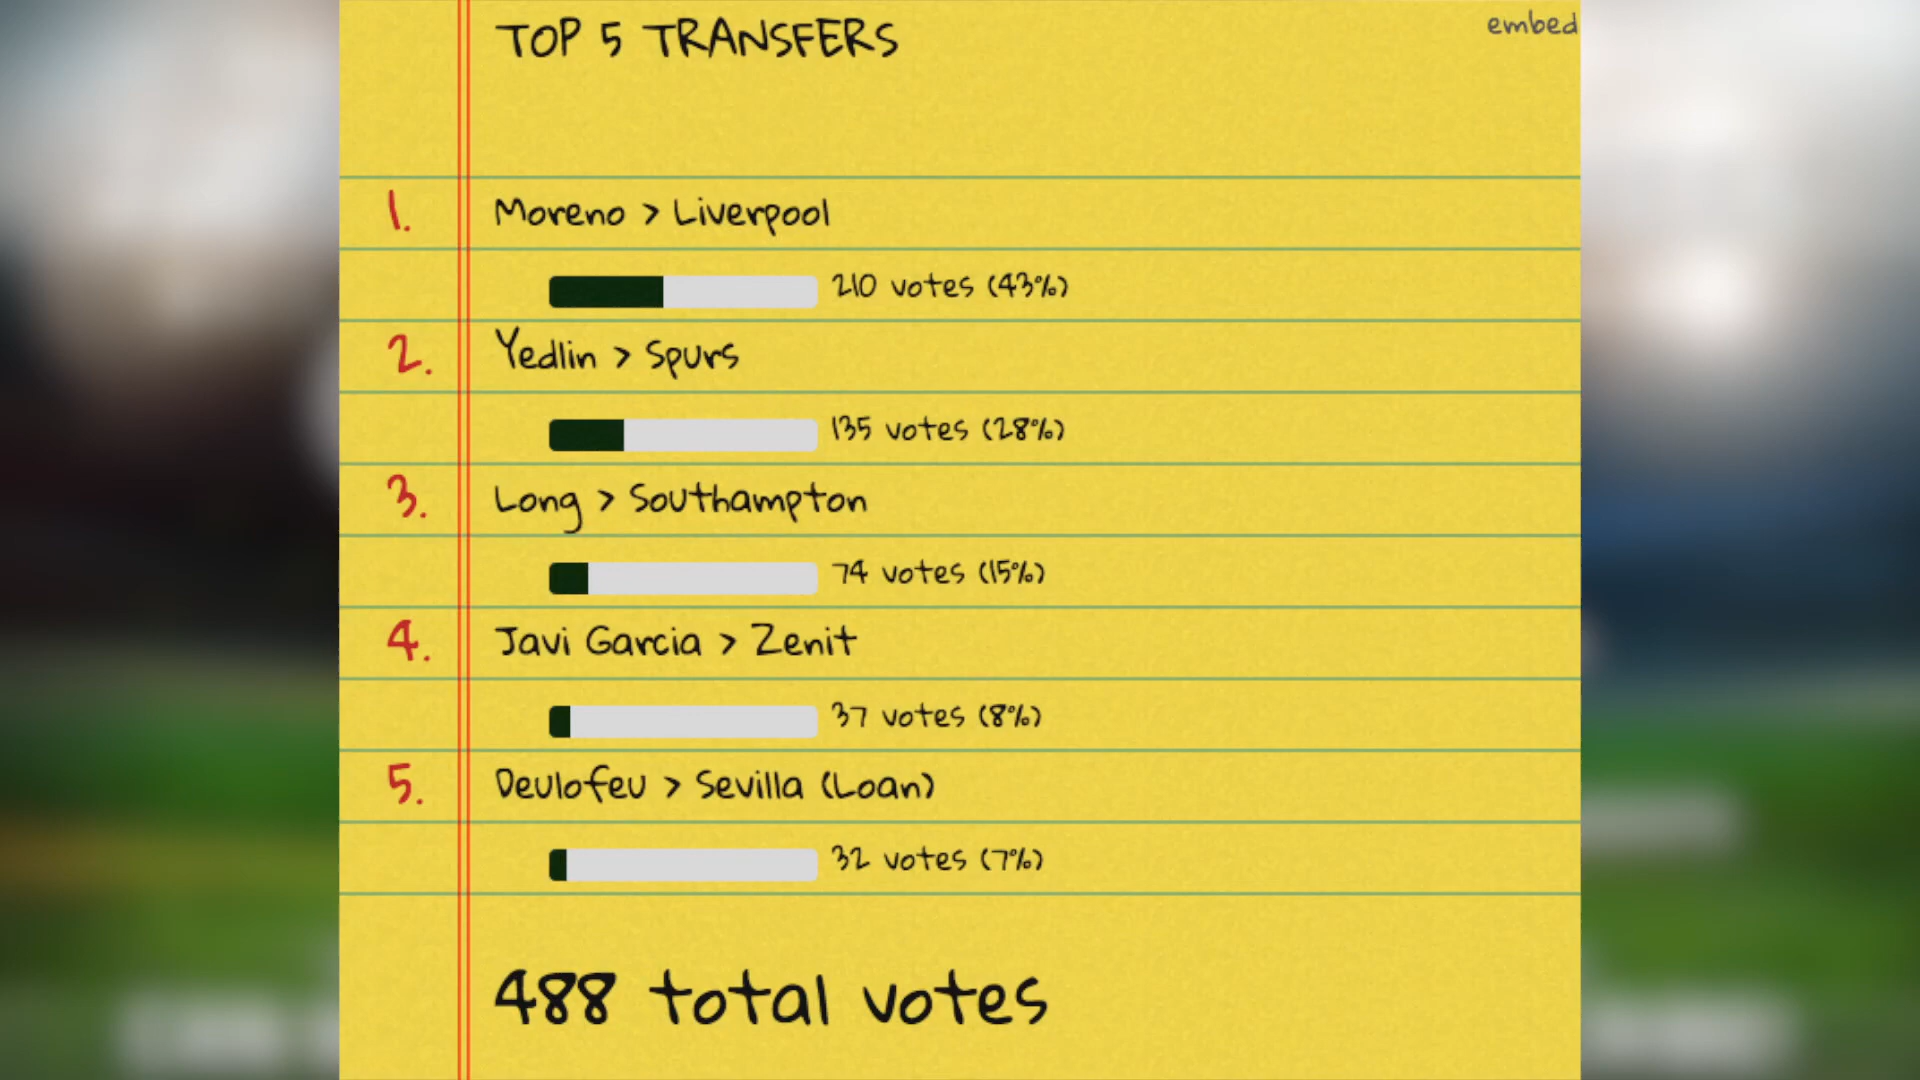 TOP 5 TRANSFERS
embed
1. Moreno > Liverpool
210 votes (43%)
2. Yedlin > Spurs
135 votes (28%)
3. Long > Southampton
74 votes (15%)
4. Javi Garcia > Zenit
37 votes (8%)
5. Deulofeu > Sevilla (Loan)
32 votes (7%)
488 total votes